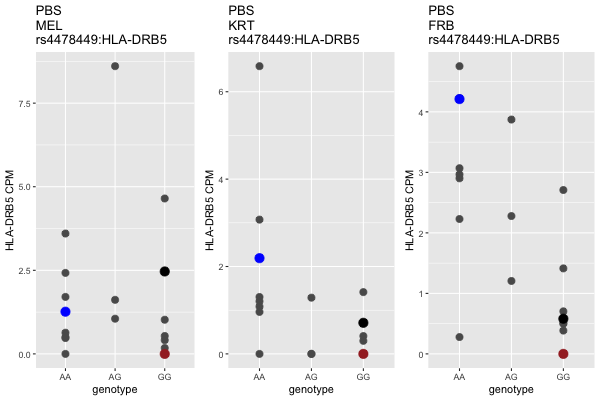 PBS
MEL
rs4478449:HLA-DRB5
HLA-DRB5 CPM
7.5
5.0
2.5
0.0
AA
AG
GG
genotype
PBS
KRT
rs4478449:HLA-DRB5
HLA-DRB5 CPM
6
4
2
0
AA
AG
GG
genotype
PBS
FRB
rs4478449:HLA-DRB5
HLA-DRB5 CPM
4
3
2
1
0
AA
AG
GG
genotype